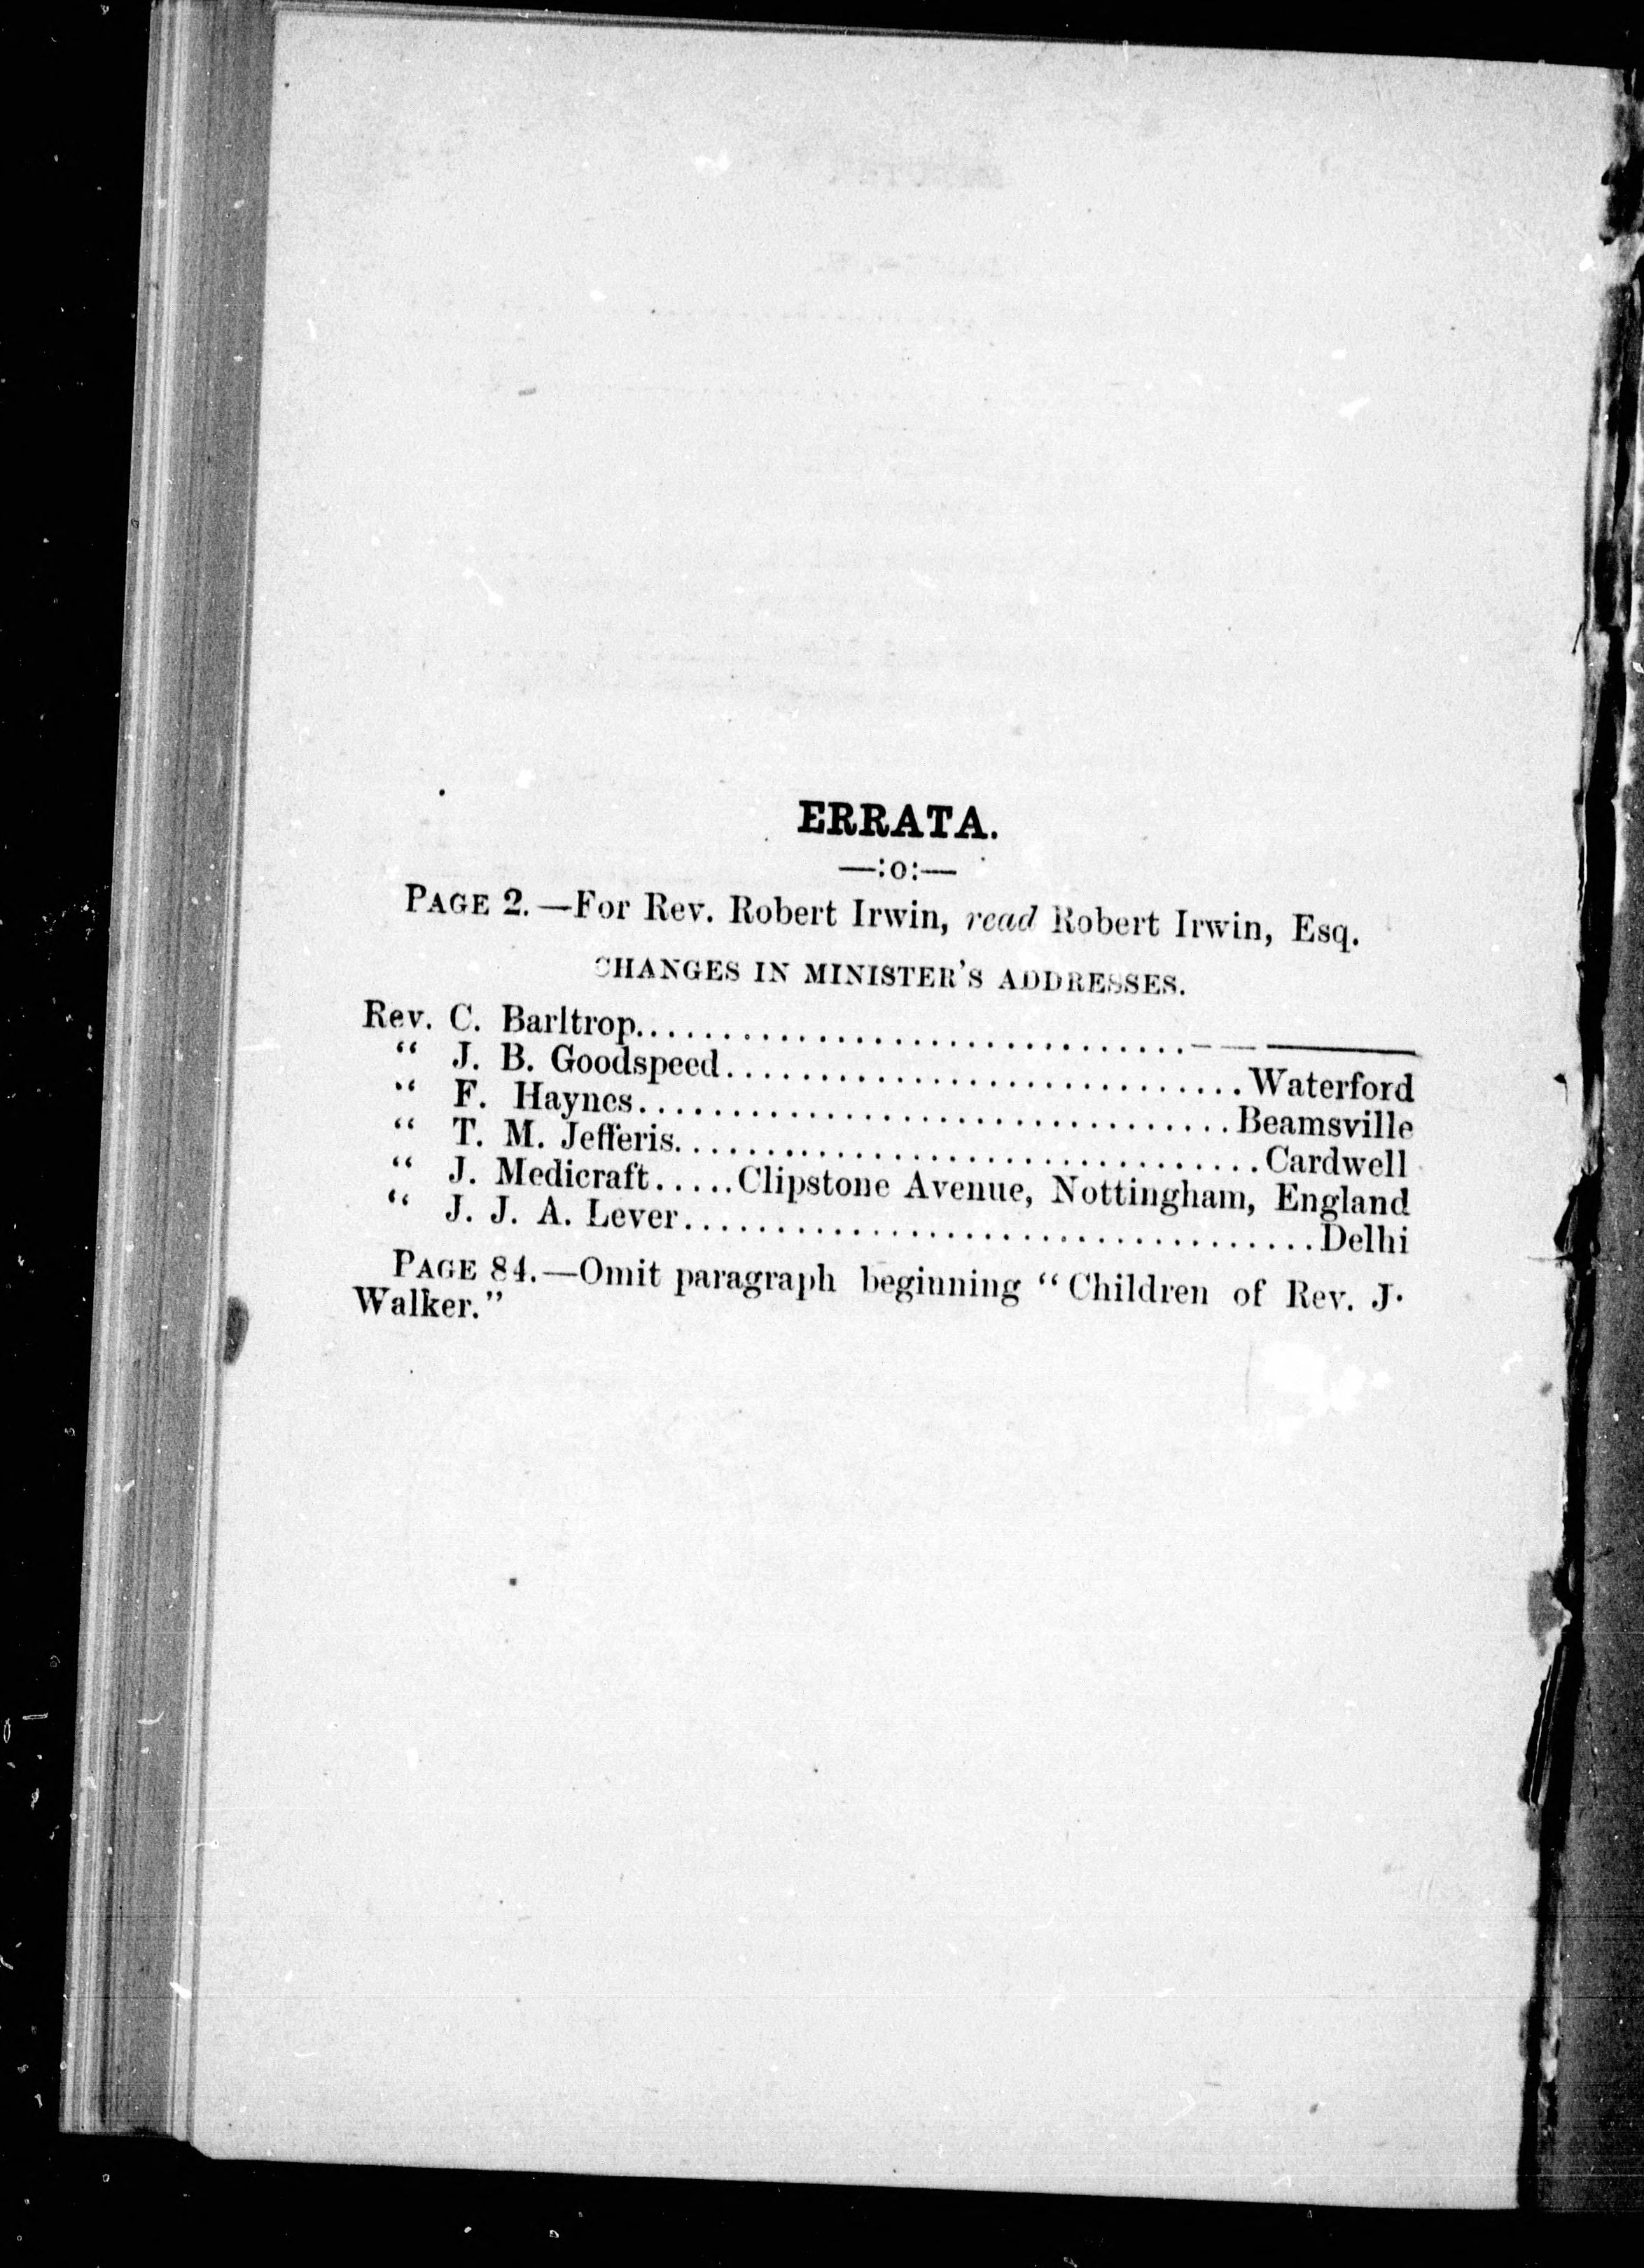 ERRATA.
—:o:—
PAGE 2.—For Rev. Robert Irwin, read Robert Irwin, Esq.
CHANGES IN MINISTER'S ADDRESSES.
Rev. C. Barltrop..................................— — ———
“ J. B. Goodspeed..............................Waterford
“ F. Haynes..................................Beamsville
“ T. M. Jefferis..................................Cardwell
“ J. Medicraft.....Clipstone Avenue, Nottingham, England
“ J. J. A. Lever....................................Delhi
PAGE 84.—Omit paragraph beginning “Children of Rev. J.
Walker.”